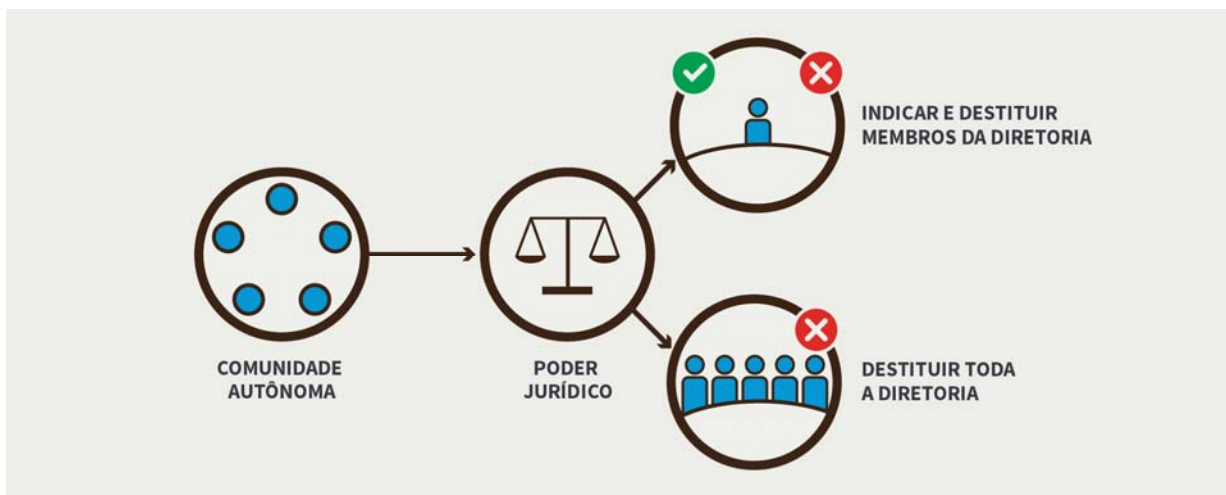 INDICAR E DESTITUIR
MEMBROS DA DIRETORIA
COMUNIDADE
AUTÔNOMA
PODER
JURÍDICO
DESTITUIR TODA
A DIRETORIA